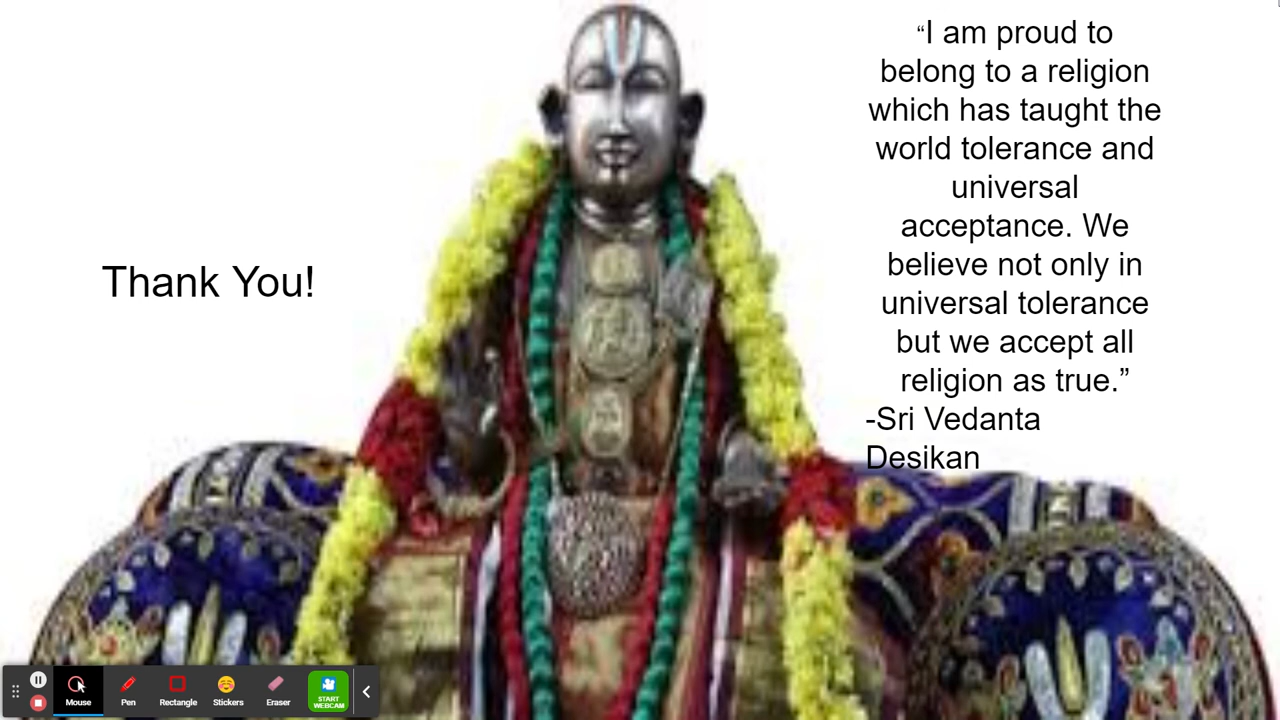 Thank You!
“I am proud to
belong to a religion
which has taught the
world tolerance and
universal
acceptance. We
believe not only in
universal tolerance
but we accept all
religion as true.”
-Sri Vedanta
Desikan
Mouse
Pen
Rectangle
Stickers
Eraser
START
WEBCAM